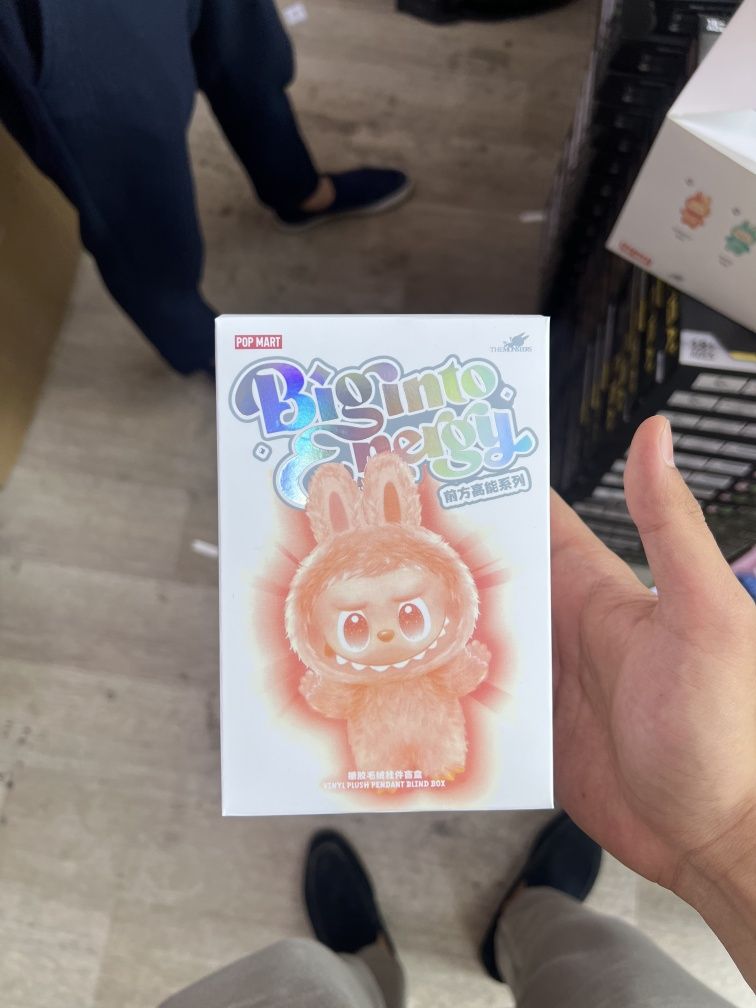 POP MART
THE MONSTERS
Big into
Energy
前方高能系列
搪胶毛绒挂件盲盒
VINYL PLUSH PENDANT BLIND BOX